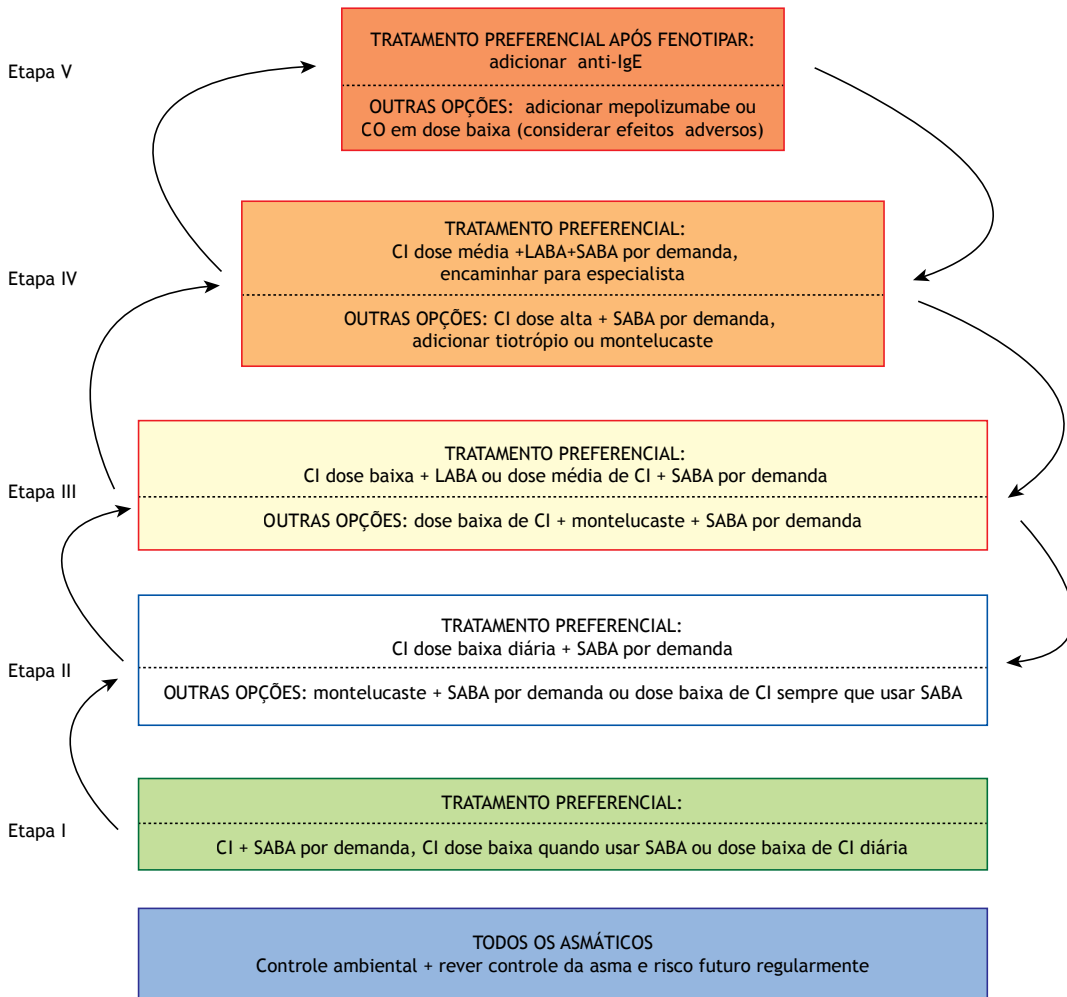 Etapa V
TRATAMENTO PREFERENCIAL APÓS FENOTIPAR:
adicionar anti-IgE
OUTRAS OPÇÕES: adicionar mepolizumabe ou
CO em dose baixa (considerar efeitos adversos)
Etapa IV
TRATAMENTO PREFERENCIAL:
CI dose média +LABA+SABA por demanda,
encaminhar para especialista
OUTRAS OPÇÕES: CI dose alta + SABA por demanda,
adicionar tiotrópio ou montelucaste
Etapa III
TRATAMENTO PREFERENCIAL:
CI dose baixa + LABA ou dose média de CI + SABA por demanda
OUTRAS OPÇÕES: dose baixa de CI + montelucaste + SABA por demanda
Etapa II
TRATAMENTO PREFERENCIAL:
CI dose baixa diária + SABA por demanda
OUTRAS OPÇÕES: montelucaste + SABA por demanda ou dose baixa de CI sempre que usar SABA
Etapa I
TRATAMENTO PREFERENCIAL:
CI + SABA por demanda, CI dose baixa quando usar SABA ou dose baixa de CI diária
TODOS OS ASMÁTICOS
Controle ambiental + rever controle da asma e risco futuro regularmente